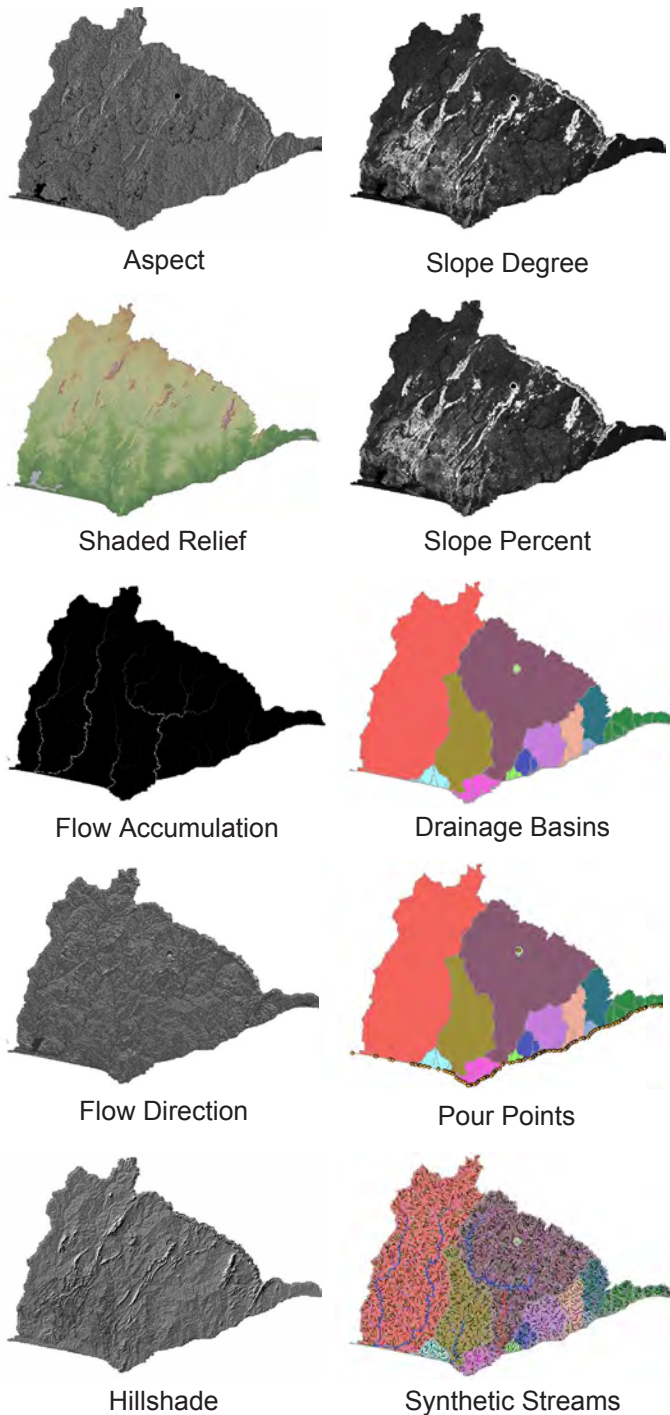 Aspect
Slope Degree
Shaded Relief
Slope Percent
Flow Accumulation
Drainage Basins
Flow Direction
Pour Points
Hillshade
Synthetic Streams